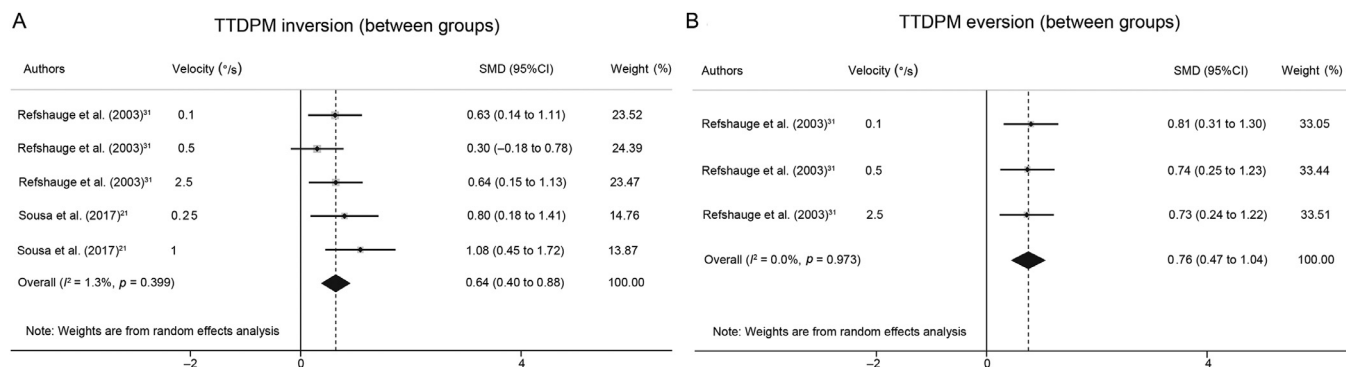 A
TTDPM inversion (between groups)
Authors Velocity (°/s) SMD (95%CI) Weight (%)
Refshauge et al. (2003)³¹ 0.1 0.63 (0.14 to 1.11) 23.52
Refshauge et al. (2003)³¹ 0.5 0.30 (–0.18 to 0.78) 24.39
Refshauge et al. (2003)³¹ 2.5 0.64 (0.15 to 1.13) 23.47
Sousa et al. (2017)²¹ 0.25 0.80 (0.18 to 1.41) 14.76
Sousa et al. (2017)²¹ 1 1.08 (0.45 to 1.72) 13.87
Overall (I² = 1.3%, p = 0.399) 0.64 (0.40 to 0.88) 100.00
Note: Weights are from random effects analysis
–2 0 4
B
TTDPM eversion (between groups)
Authors Velocity (°/s) SMD (95%CI) Weight (%)
Refshauge et al. (2003)³¹ 0.1 0.81 (0.31 to 1.30) 33.05
Refshauge et al. (2003)³¹ 0.5 0.74 (0.25 to 1.23) 33.44
Refshauge et al. (2003)³¹ 2.5 0.73 (0.24 to 1.22) 33.51
Overall (I² = 0.0%, p = 0.973) 0.76 (0.47 to 1.04) 100.00
Note: Weights are from random effects analysis
–2 0 4